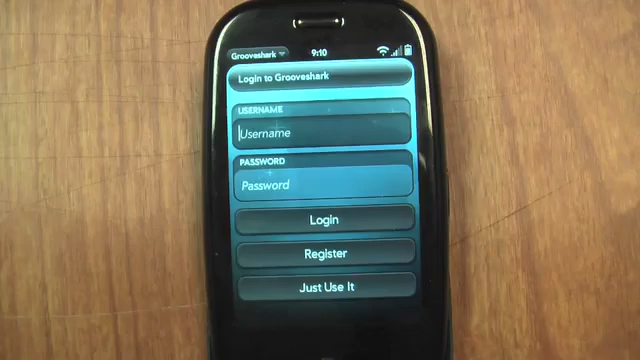 Grooveshark 9:10
Login to Grooveshark
USERNAME
Username
PASSWORD
Password
Login
Register
Just Use It